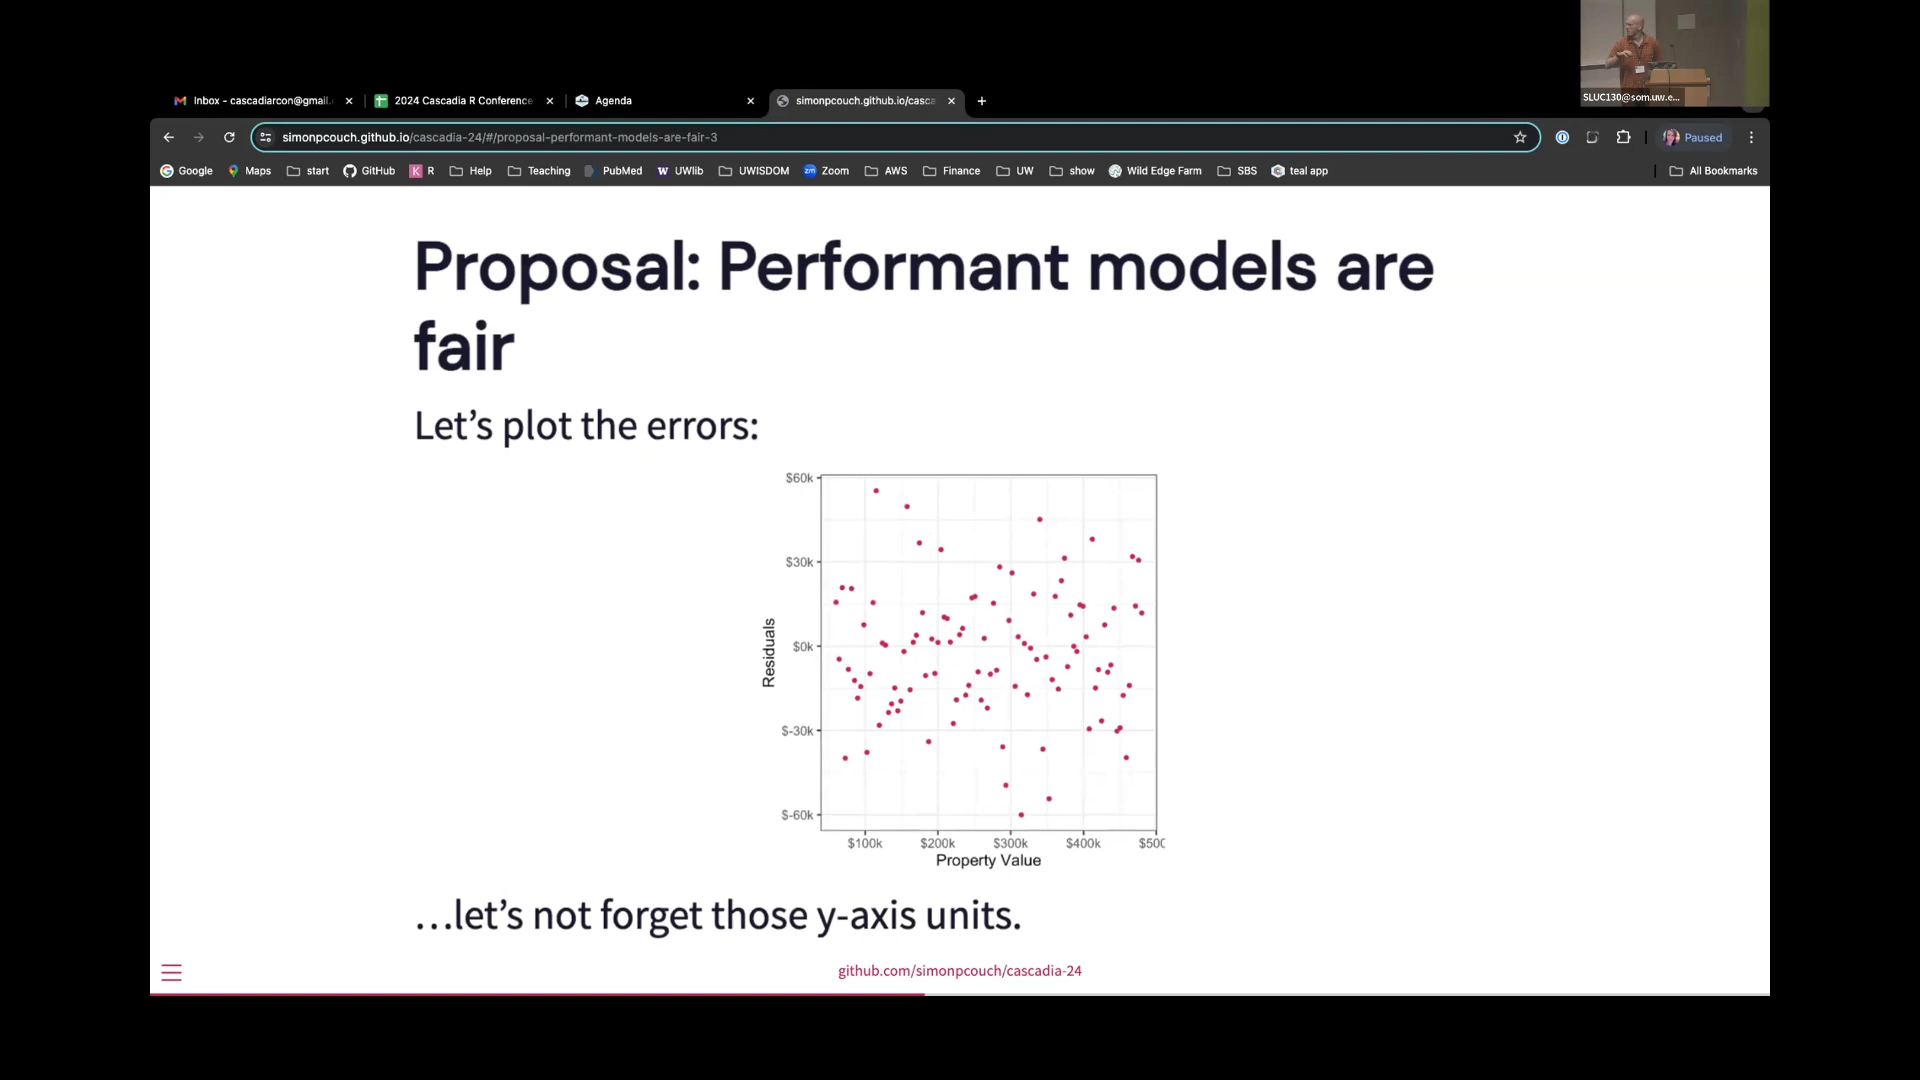 SLUC130@som.uw.e...
Inbox - cascadiarcon@gmail.
2024 Cascadia R Conference
Agenda
simonpcouch.github.io/casca
simonpcouch.github.io/cascadia-24/#/proposal-performant-models-are-fair-3
Paused
Google
Maps
start
GitHub
K R
Help
Teaching
PubMed
W UWlib
UWISDOM
zm Zoom
AWS
Finance
UW
show
Wild Edge Farm
SBS
teal app
All Bookmarks
Proposal: Performant models are
fair
Let’s plot the errors:
$60k
$30k
$0k
$-30k
$-60k
Residuals
$100k $200k $300k $400k $500
Property Value
…let’s not forget those y-axis units.
github.com/simonpcouch/cascadia-24